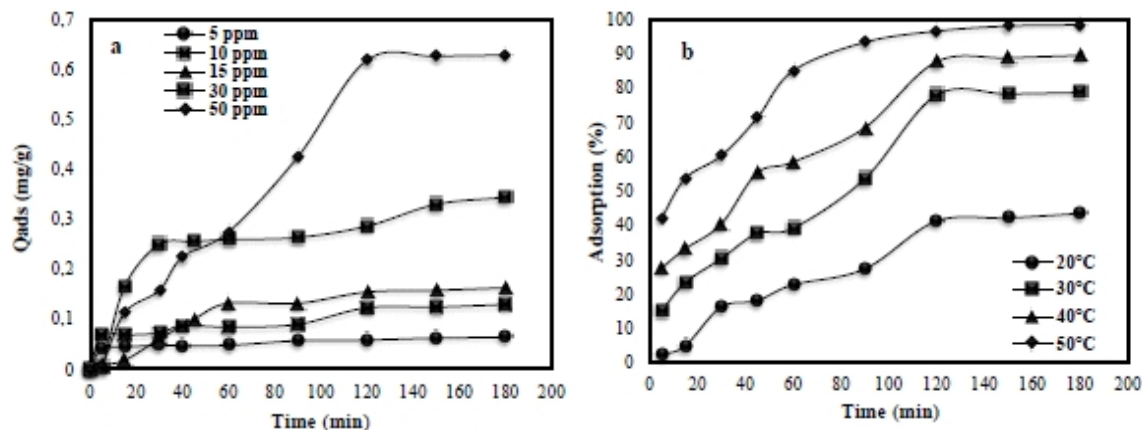 a
5 ppm
10 ppm
15 ppm
30 ppm
50 ppm
Qads (mg/g)
0,7
0,6
0,5
0,4
0,3
0,2
0,1
0
0 20 40 60 80 100 120 140 160 180 200
Time (min)
b
Adsorption (%)
100
90
80
70
60
50
40
30
20
10
0
20°C
30°C
40°C
50°C
0 20 40 60 80 100 120 140 160 180 200
Time (min)